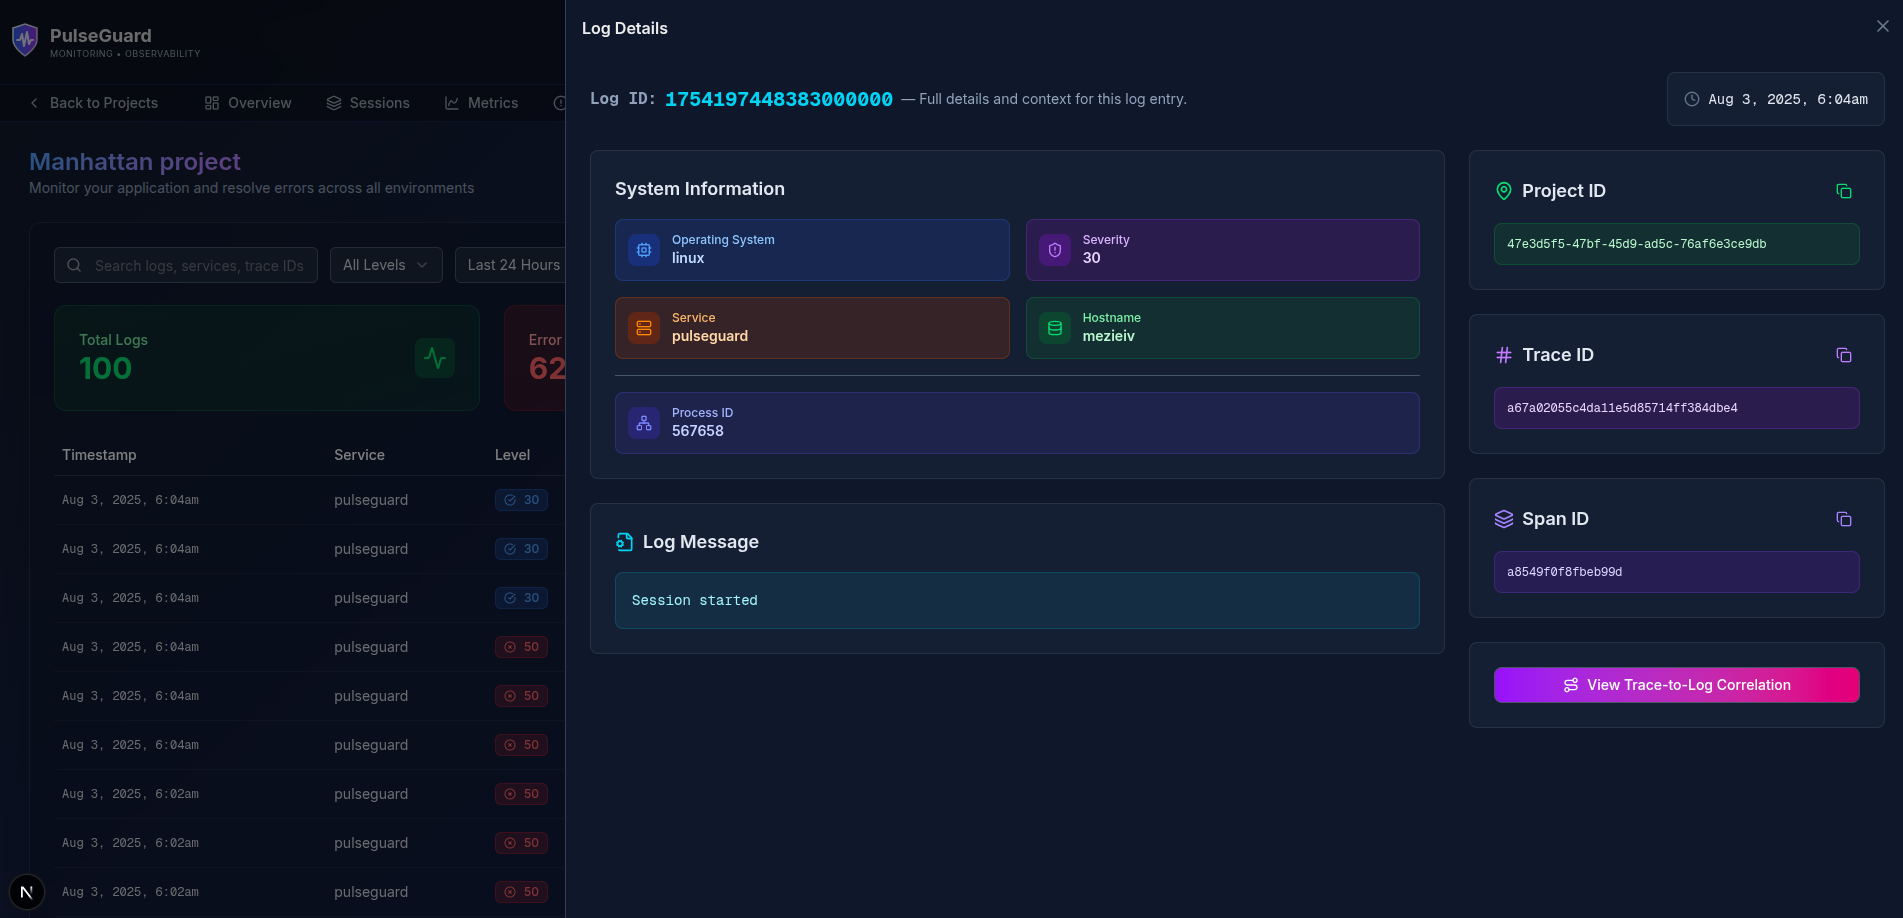 PulseGuard
MONITORING • OBSERVABILITY
Back to Projects
Overview
Sessions
Metrics
Manhattan project
Monitor your application and resolve errors across all environments
Search logs, services, trace IDs
All Levels
Last 24 Hours
Total Logs
100
Error
62
Timestamp Service Level
Aug 3, 2025, 6:04am pulseguard 30
Aug 3, 2025, 6:04am pulseguard 30
Aug 3, 2025, 6:04am pulseguard 30
Aug 3, 2025, 6:04am pulseguard 50
Aug 3, 2025, 6:04am pulseguard 50
Aug 3, 2025, 6:04am pulseguard 50
Aug 3, 2025, 6:02am pulseguard 50
Aug 3, 2025, 6:02am pulseguard 50
Aug 3, 2025, 6:02am pulseguard 50
N
Log Details
Log ID: 1754197448383000000 — Full details and context for this log entry.
Aug 3, 2025, 6:04am
System Information
Operating System
linux
Severity
30
Service
pulseguard
Hostname
mezieiv
Process ID
567658
Log Message
Session started
Project ID
47e3d5f5-47bf-45d9-ad5c-76af6e3ce9db
Trace ID
a67a02055c4da11e5d85714ff384dbe4
Span ID
a8549f0f8fbeb99d
View Trace-to-Log Correlation